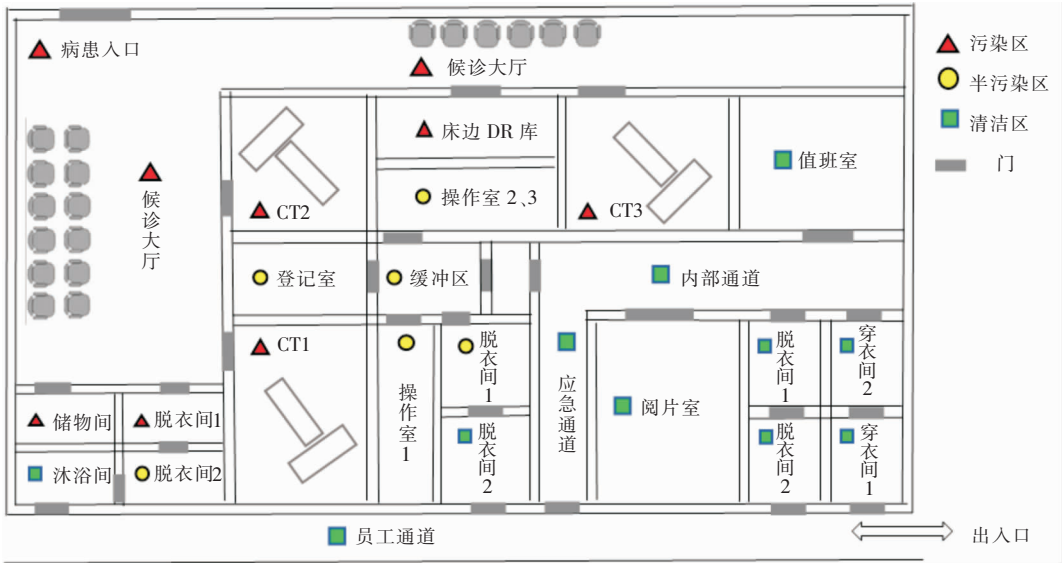 病患入口
候诊大厅
污染区
半污染区
清洁区
门
床边 DR 库
值班室
候诊大厅
操作室 2、3
CT2
CT3
登记室
缓冲区
内部通道
CT1
脱衣间1
脱衣间1
穿衣间2
操作室1
应急通道
阅片室
储物间
脱衣间1
脱衣间2
脱衣间2
穿衣间1
沐浴间
脱衣间2
员工通道
出入口